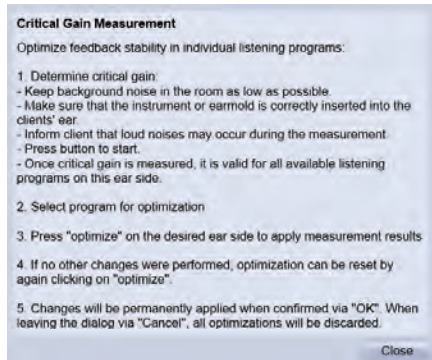 Critical Gain Measurement
Optimize feedback stability in individual listening programs:
1. Determine critical gain:
- Keep background noise in the room as low as possible.
- Make sure that the instrument or earmold is correctly inserted into the
clients' ear.
- Inform client that loud noises may occur during the measurement.
- Press button to start.
- Once critical gain is measured, it is valid for all available listening
programs on this ear side.
2. Select program for optimization
3. Press "optimize" on the desired ear side to apply measurement results
4. If no other changes were performed, optimization can be reset by
again clicking on "optimize".
5. Changes will be permanently applied when confirmed via "OK". When
leaving the dialog via "Cancel", all optimizations will be discarded.
Close